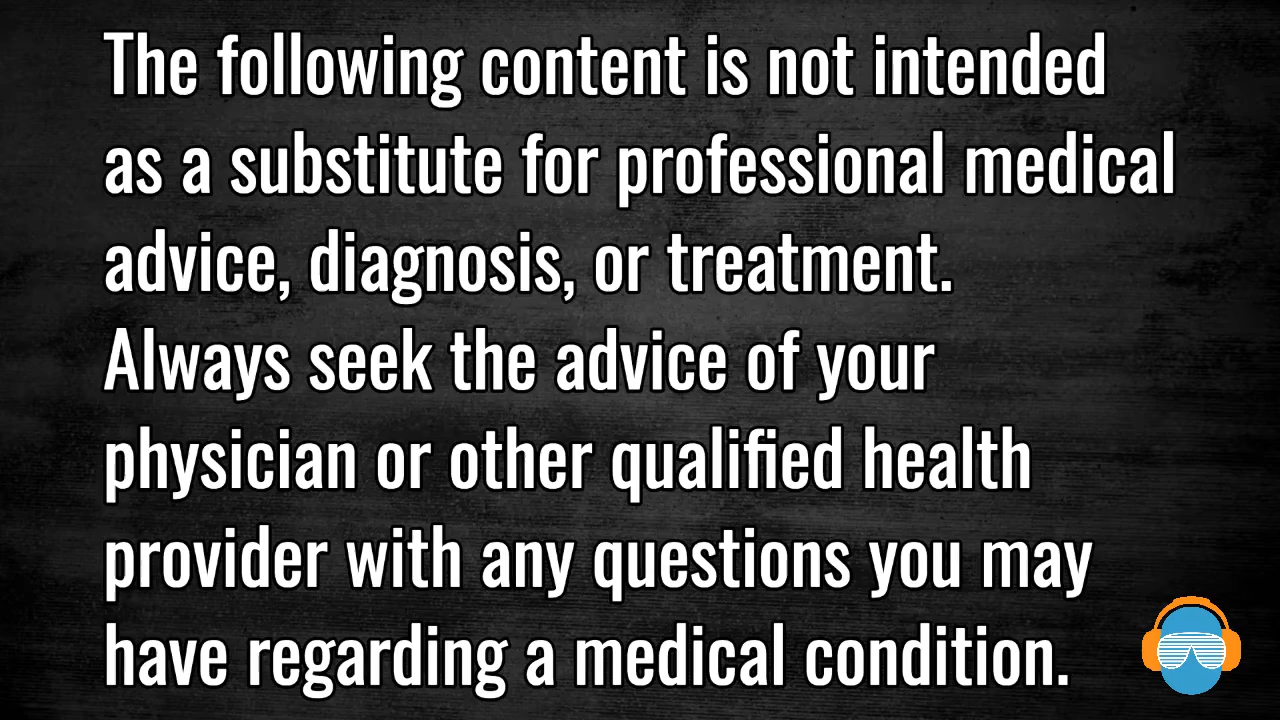 The following content is not intended
as a substitute for professional medical
advice, diagnosis, or treatment.
Always seek the advice of your
physician or other qualified health
provider with any questions you may
have regarding a medical condition.